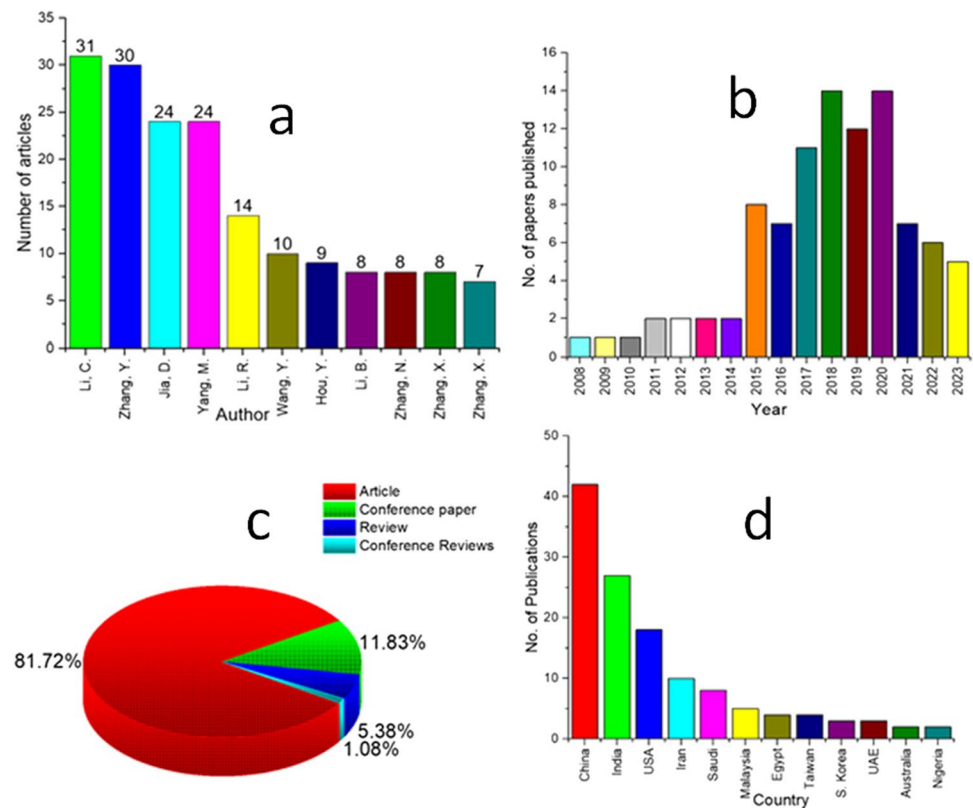 a
35
30
25
20
15
10
5
0
Number of articles
31
30
24
24
14
10
9
8
8
8
7
Li, C.
Zhang, Y.
Jia, D.
Yang, M.
Li, R.
Wang, Y.
Hou, Y.
Li, B.
Zhang, N.
Zhang, X.
Zhang, X.
Author
b
16
14
12
10
8
6
4
2
0
No. of papers published
2008
2009
2010
2011
2012
2013
2014
2015
2016
2017
2018
2019
2020
2021
2022
2023
Year
c
Article
Conference paper
Review
Conference Reviews
81.72%
11.83%
5.38%
1.08%
d
50
40
30
20
10
0
No. of Publications
China
India
USA
Iran
Saudi
Malaysia
Egypt
Taiwan
S. Korea
UAE
Australia
Nigeria
Country